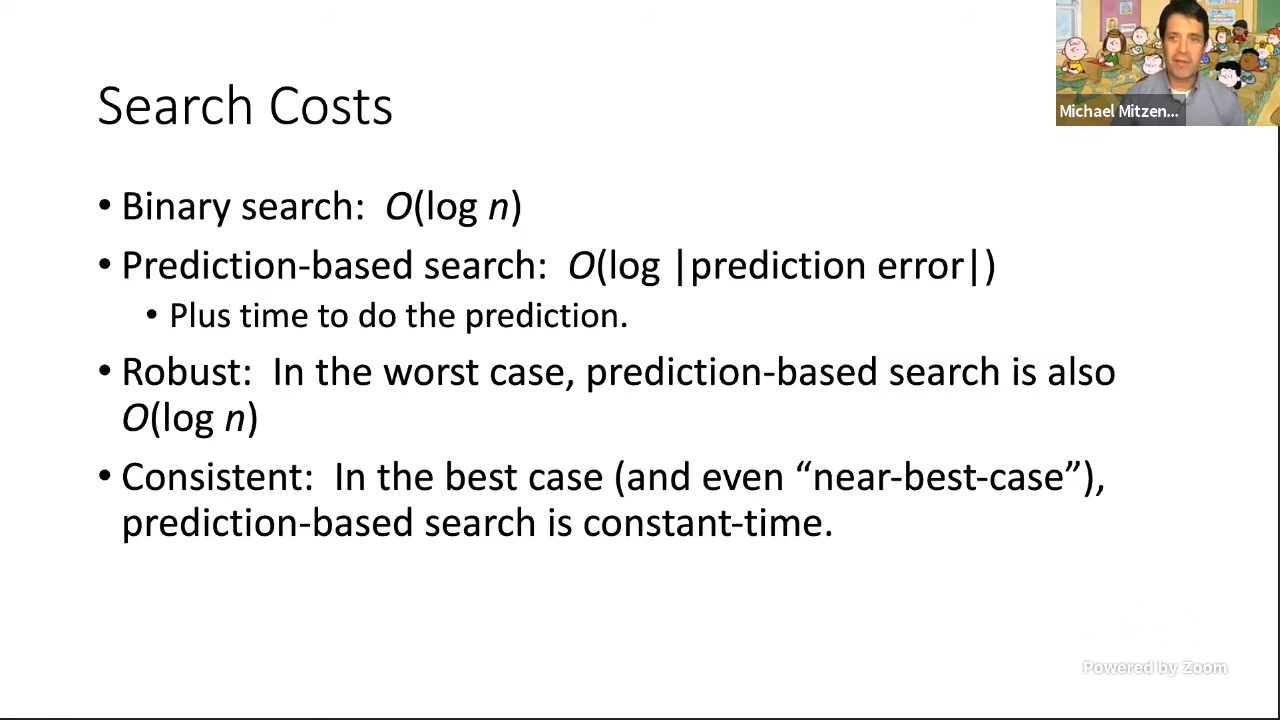 Search Costs
Michael Mitzen...
• Binary search: O(log n)
• Prediction-based search: O(log |prediction error|)
• Plus time to do the prediction.
• Robust: In the worst case, prediction-based search is also
O(log n)
• Consistent: In the best case (and even “near-best-case”),
prediction-based search is constant-time.
Powered by Zoom